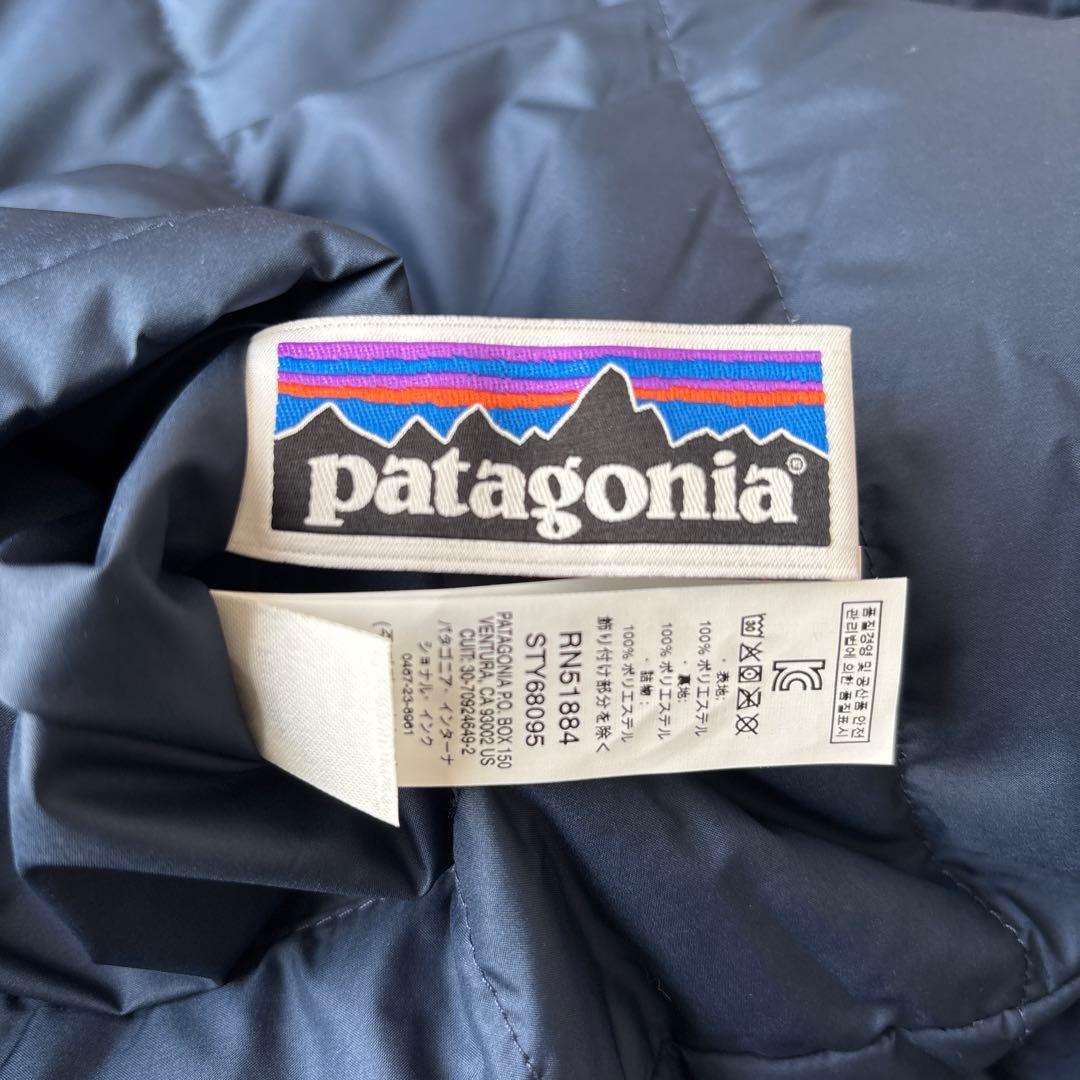 patagonia®
품질경영 및 공산품 안전
관리법에 의한 품질표시
30
・表地:
100% ポリエステル
・裏地:
100% ポリエステル
・詰物:
100% ポリエステル
飾り付け部分を除く
RN51884
STY68095
PATAGONIA P.O. BOX 150
VENTURA, CA 93002 US
CUIT: 30-70924649-2
パタゴニア・インターナ
ショナル・インク
0467-23-8961